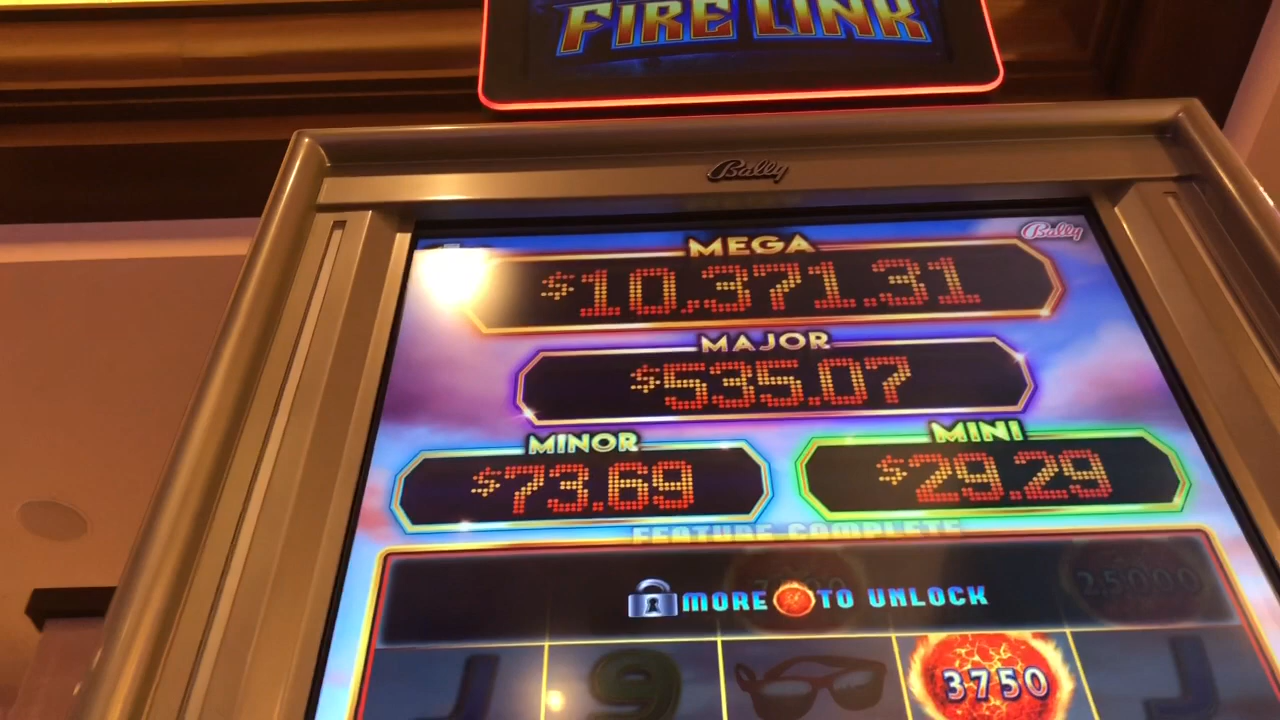 FIRE LINK
Bally
Bally
MEGA
$10,371.31
MAJOR
$535.07
MINOR
$73.69
MINI
$29.29
FEATURE COMPLETE
25000
MORE TO UNLOCK
J 9 3750 J